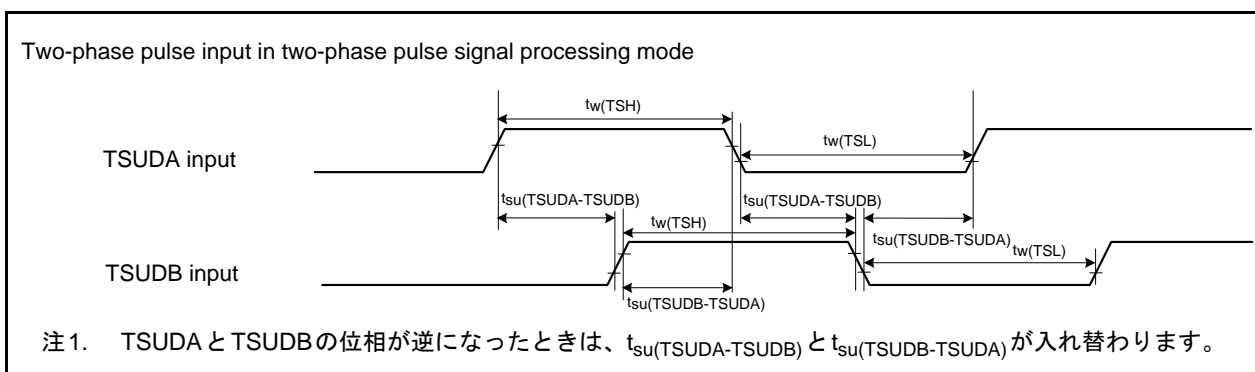 Two-phase pulse input in two-phase pulse signal processing mode
tw(TSH)
TSUDA input
tw(TSL)
tsu(TSUDA-TSUDB)
tsu(TSUDA-TSUDB)
tw(TSH)
tsu(TSUDB-TSUDA)
tw(TSL)
TSUDB input
tsu(TSUDB-TSUDA)
注1. TSUDAとTSUDBの位相が逆になったときは、tsu(TSUDA-TSUDB)とtsu(TSUDB-TSUDA)が入れ替わります。